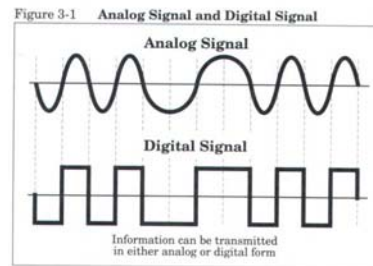 Figure 3-1 Analog Signal and Digital Signal
Analog Signal
Digital Signal
Information can be transmitted
in either analog or digital form